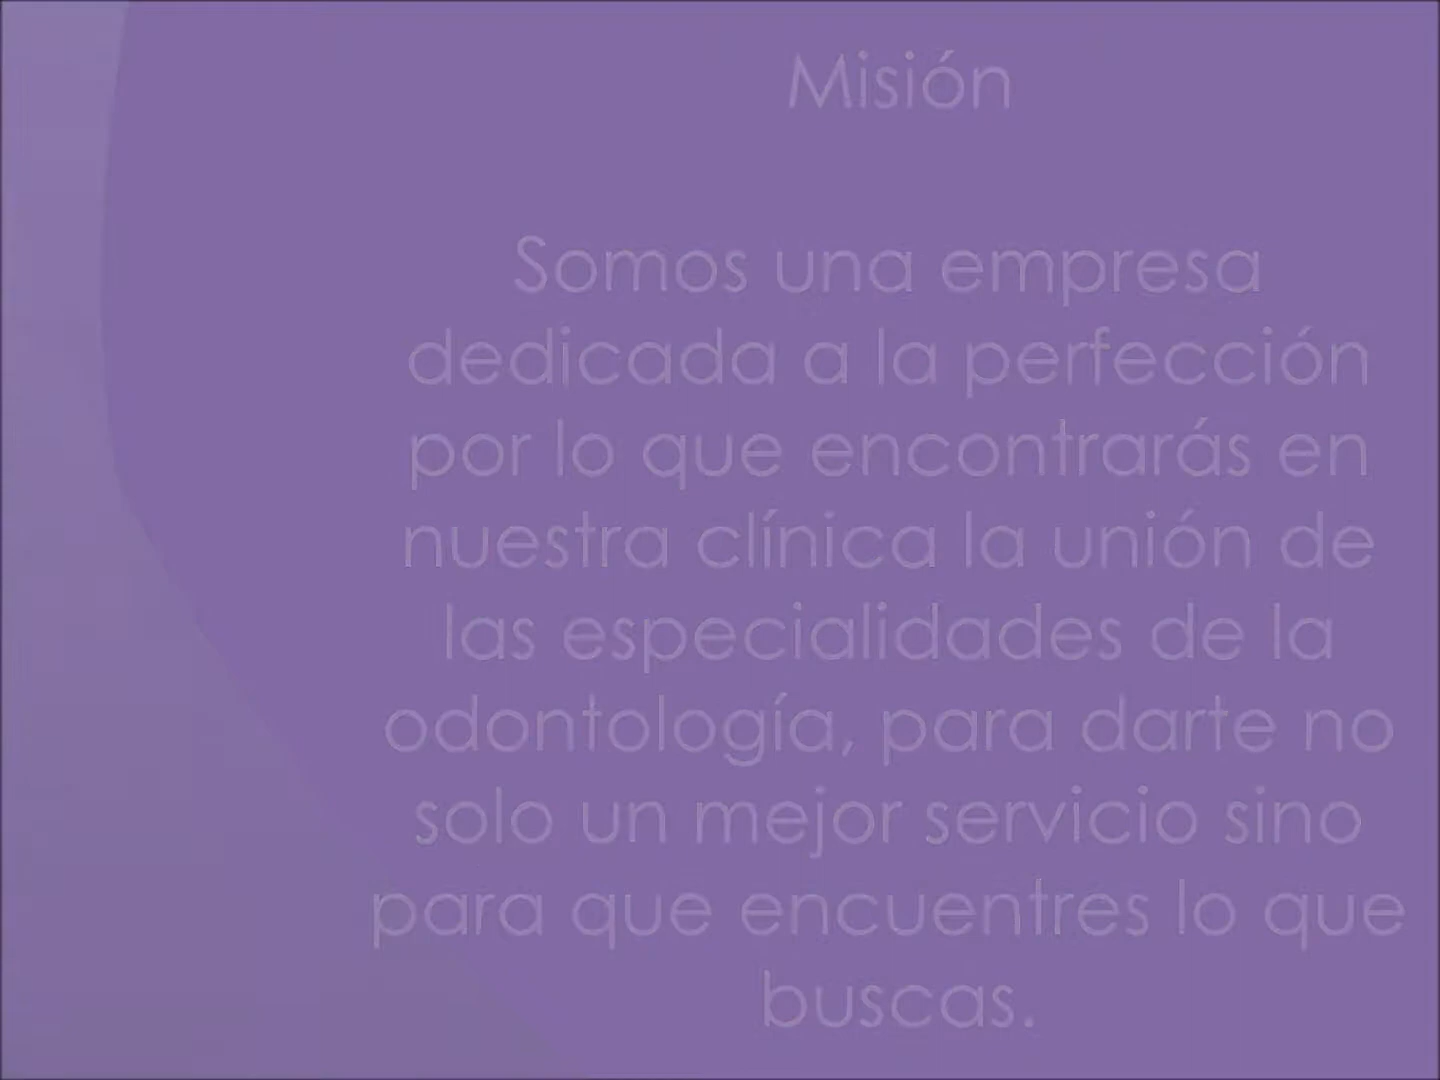 Misión
Somos una empresa
dedicada a la perfección
por lo que encontrarás en
nuestra clínica la unión de
las especialidades de la
odontología, para darte no
solo un mejor servicio sino
para que encuentres lo que
buscas.